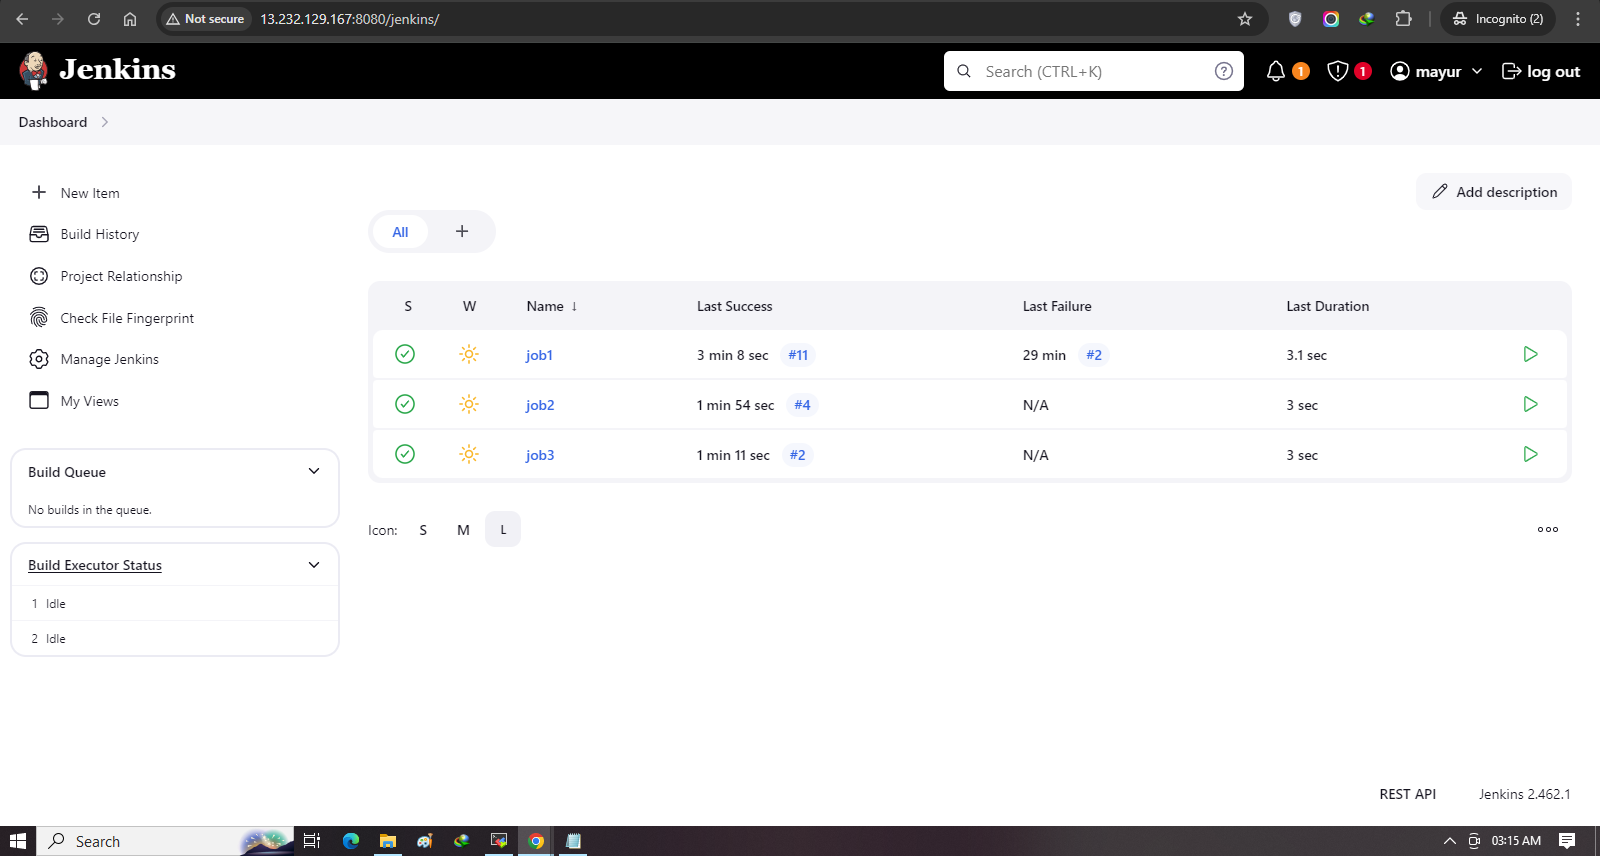 Not secure 13.232.129.167:8080/jenkins/ Incognito (2)
Jenkins Search (CTRL+K) 1 1 mayur log out
Dashboard
New Item
Build History
Project Relationship
Check File Fingerprint
Manage Jenkins
My Views
Build Queue
No builds in the queue.
Build Executor Status
1 Idle
2 Idle
Add description
All +
S W Name ↓ Last Success Last Failure Last Duration
job1 3 min 8 sec #11 29 min #2 3.1 sec
job2 1 min 54 sec #4 N/A 3 sec
job3 1 min 11 sec #2 N/A 3 sec
Icon: S M L
REST API Jenkins 2.462.1
Search 03:15 AM